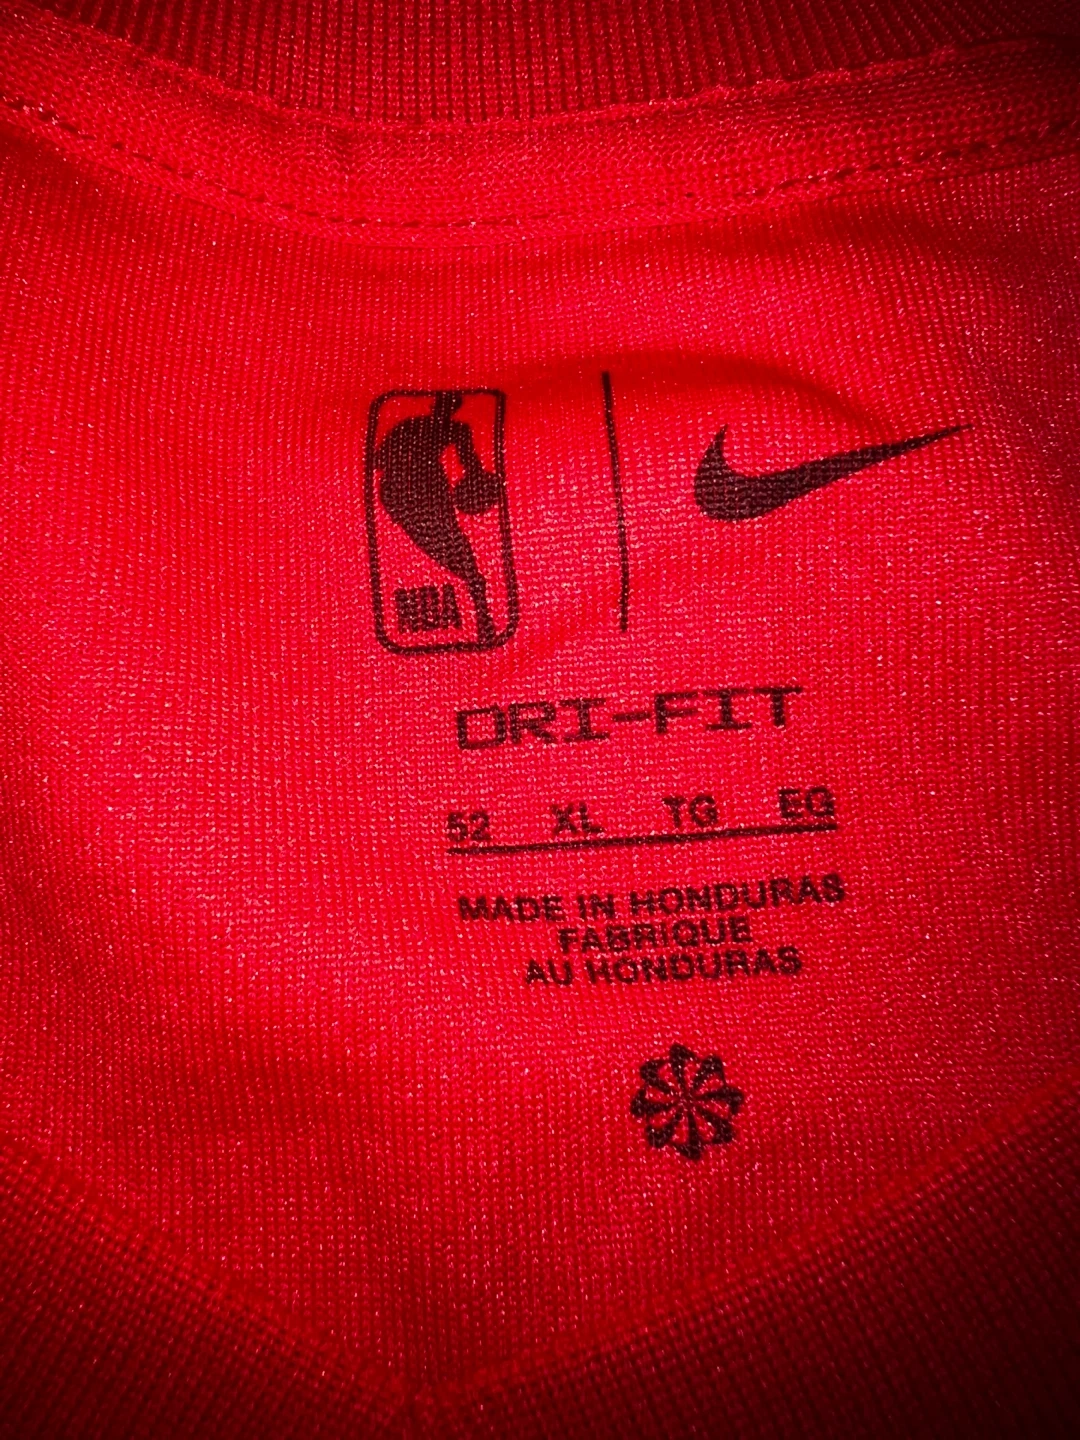 NBA
DRI-FIT
52 XL TG EG
MADE IN HONDURAS
FABRIQUE
AU HONDURAS